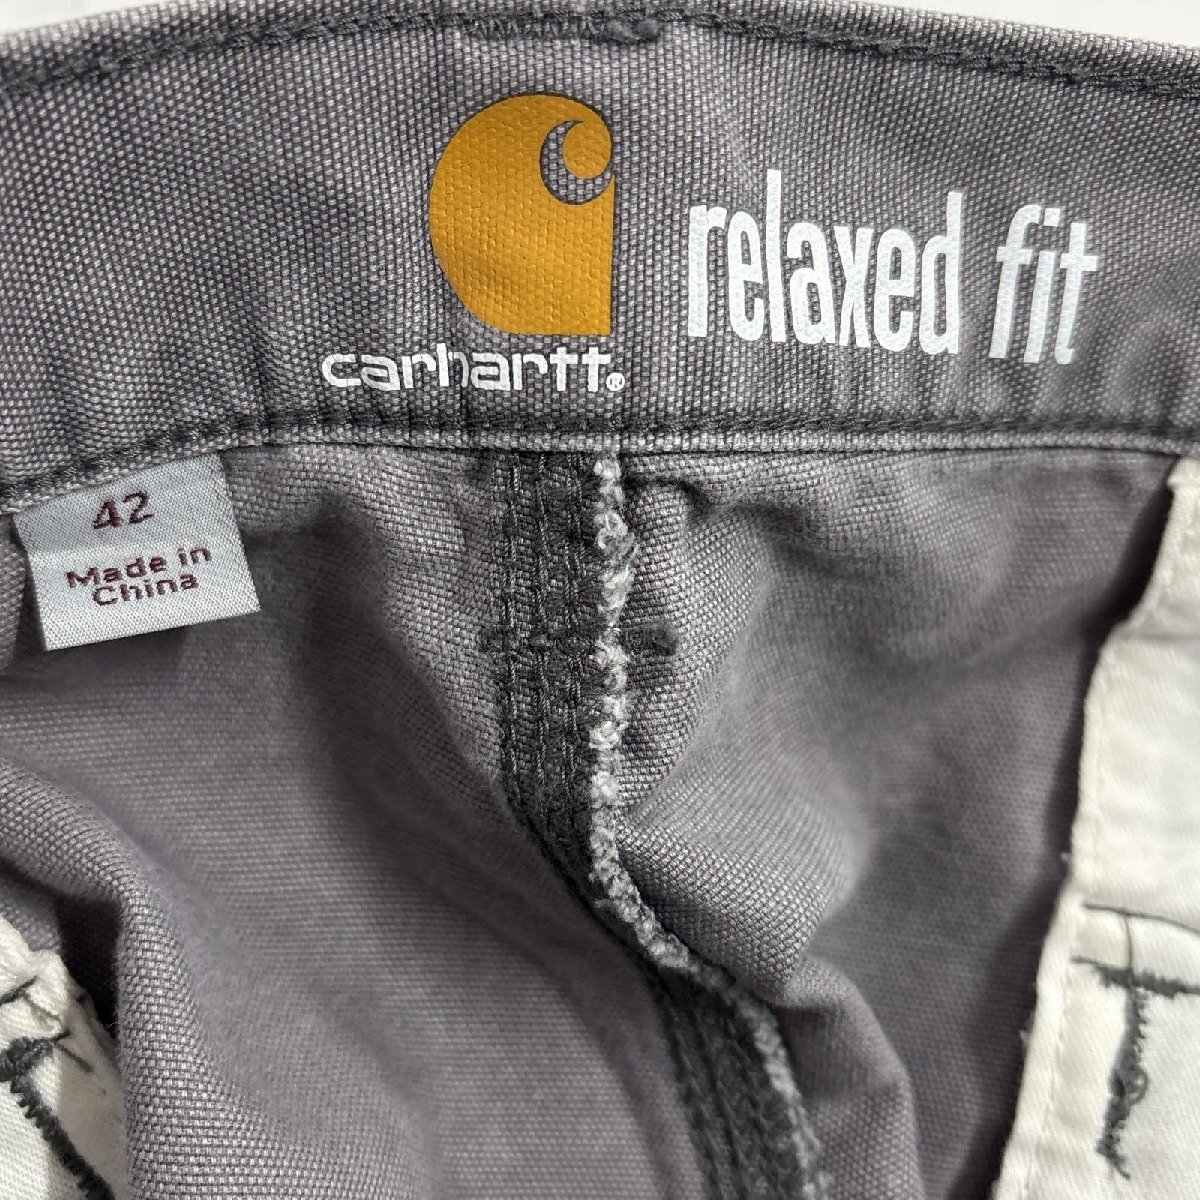 carhartt®
relaxed fit
42
Made in
China